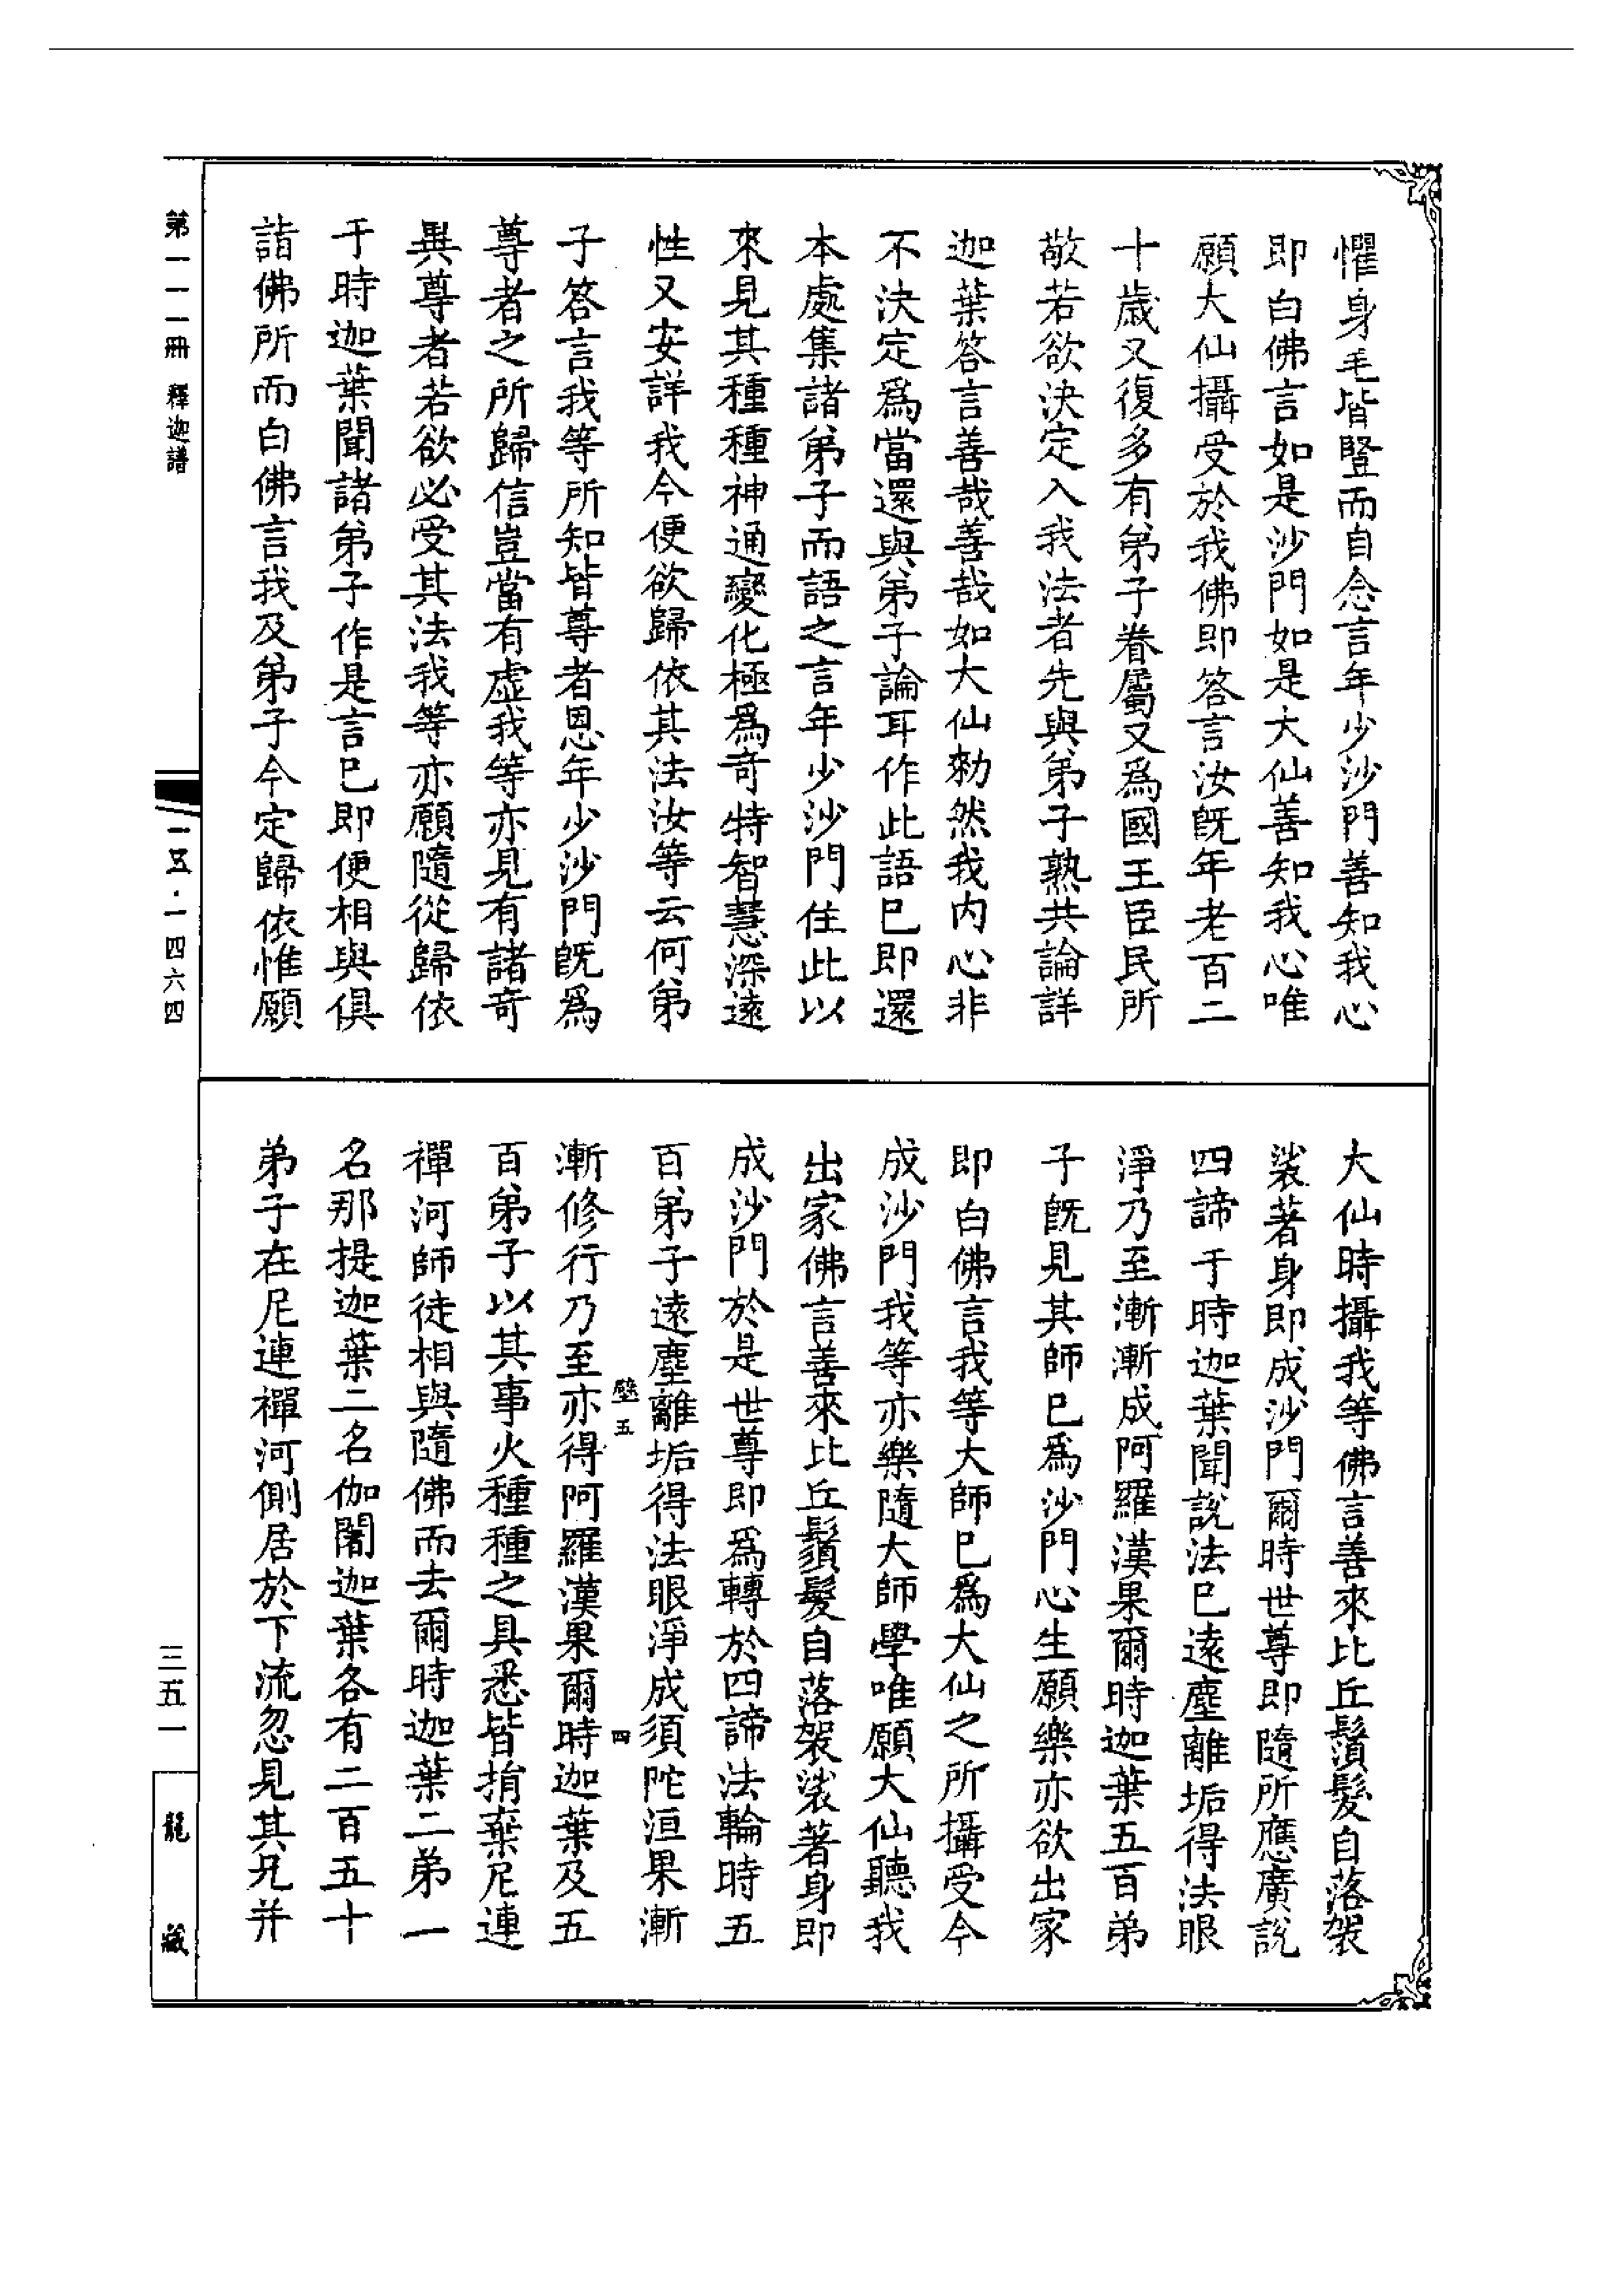 懼身毛皆豎而自念言年少沙門善知我心
即白佛言如是沙門如是大仙善知我心唯
願大仙攝受於我佛即答言汝旣年老百二
十歲又復多有弟子眷屬又爲國王臣民所
敬若欲決定入我法者先與弟子熟共論詳
迦葉答言善哉善哉如大仙勑然我內心非
不決定爲當還與弟子論耳作此語已即還
本處集諸弟子而語之言年少沙門住此以
來見其種種神通變化極爲奇特智慧深遠
性又安詳我今便欲歸依其法汝等云何弟
子答言我等所知皆尊者恩年少沙門旣爲
尊者之所歸信豈當有虛我等亦見有諸奇
異尊者若欲必受其法我等亦願隨從歸依
于時迦葉聞諸弟子作是言已即便相與俱
詣佛所而白佛言我及弟子今定歸依惟願
大仙時攝我等佛言善來比丘鬚髮自落袈
裟著身即成沙門爾時世尊即隨所應廣說
四諦于時迦葉聞說法已遠塵離垢得法眼
淨乃至漸漸成阿羅漢果爾時迦葉五百弟
子旣見其師已爲沙門心生願樂亦欲出家
即白佛言我等大師已爲大仙之所攝受今
成沙門我等亦樂隨大師學唯願大仙聽我
出家佛言善來比丘鬚髮自落袈裟著身即
成沙門於是世尊即爲轉於四諦法輪時五
百弟子遠塵離垢得法眼淨成須陀洹果漸
壁五 四
漸修行乃至亦得阿羅漢果爾時迦葉及五
百弟子以其事火種種之具悉皆捐棄尼連
禪河師徒相與隨佛而去爾時迦葉二弟一
名那提迦葉二名伽闍迦葉各有二百五十
弟子在尼連禪河側居於下流忽見其兄并
第一一一冊 釋迦譜
一五·一四六四
三五一
龍藏